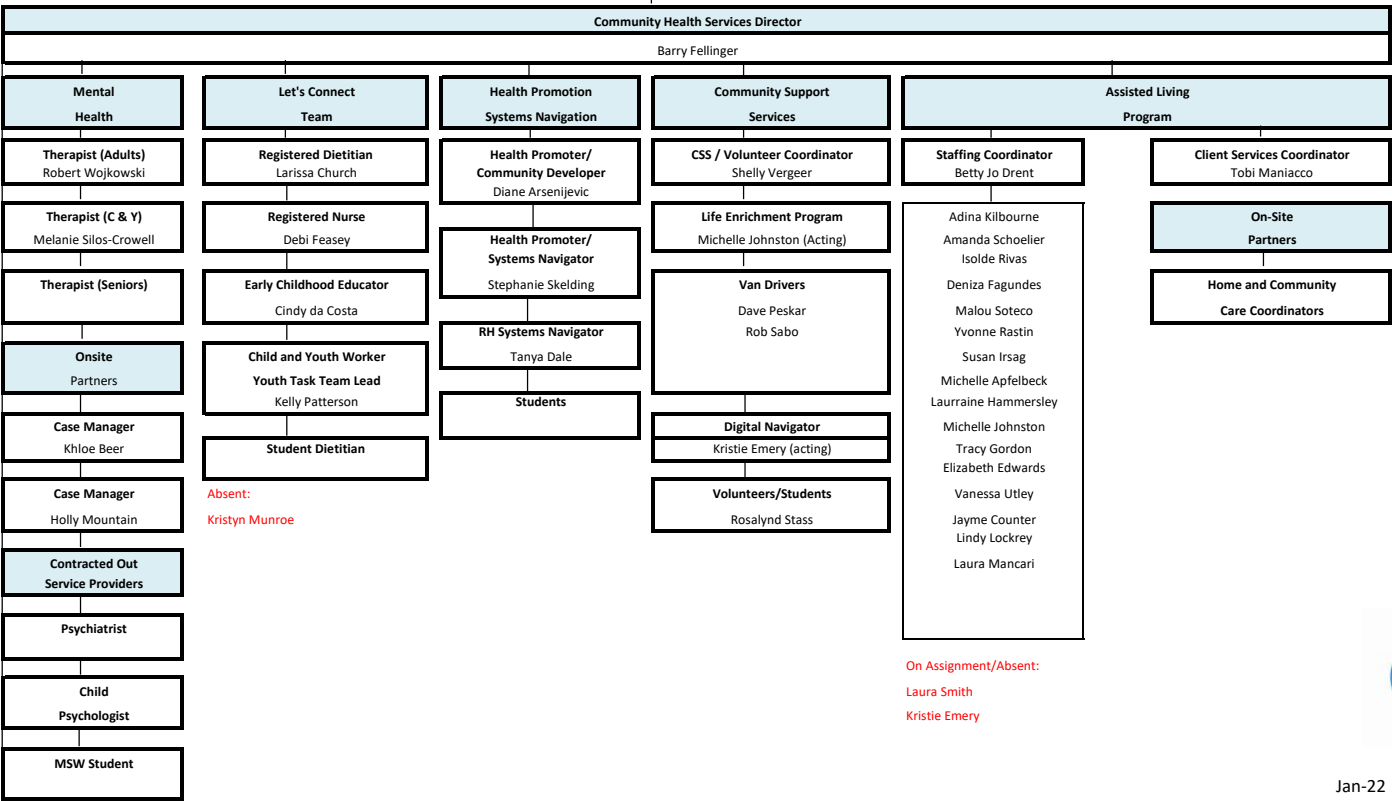 Community Health Services Director
Barry Fellinger
Mental
Health
Therapist (Adults)
Robert Wojkowski
Therapist (C & Y)
Melanie Silos-Crowell
Therapist (Seniors)
Onsite
Partners
Case Manager
Khloe Beer
Case Manager
Holly Mountain
Contracted Out
Service Providers
Psychiatrist
Child
Psychologist
MSW Student
Let's Connect
Team
Registered Dietitian
Larissa Church
Registered Nurse
Debi Feasey
Early Childhood Educator
Cindy da Costa
Child and Youth Worker
Youth Task Team Lead
Kelly Patterson
Student Dietitian
Absent:
Kristyn Munroe
Health Promotion
Systems Navigation
Health Promoter/
Community Developer
Diane Arsenijevic
Health Promoter/
Systems Navigator
Stephanie Skelding
RH Systems Navigator
Tanya Dale
Students
Community Support
Services
CSS / Volunteer Coordinator
Shelly Vergeer
Life Enrichment Program
Michelle Johnston (Acting)
Van Drivers
Dave Peskar
Rob Sabo
Digital Navigator
Kristie Emery (acting)
Volunteers/Students
Rosalynd Stass
Assisted Living
Program
Staffing Coordinator
Betty Jo Drent
Adina Kilbourne
Amanda Schoelier
Isolde Rivas
Deniza Fagundes
Malou Soteco
Yvonne Rastin
Susan Irsag
Michelle Apfelbeck
Laurraine Hammersley
Michelle Johnston
Tracy Gordon
Elizabeth Edwards
Vanessa Utley
Jayme Counter
Lindy Lockrey
Laura Mancari
On Assignment/Absent:
Laura Smith
Kristie Emery
Client Services Coordinator
Tobi Maniacco
On-Site
Partners
Home and Community
Care Coordinators
Jan-22